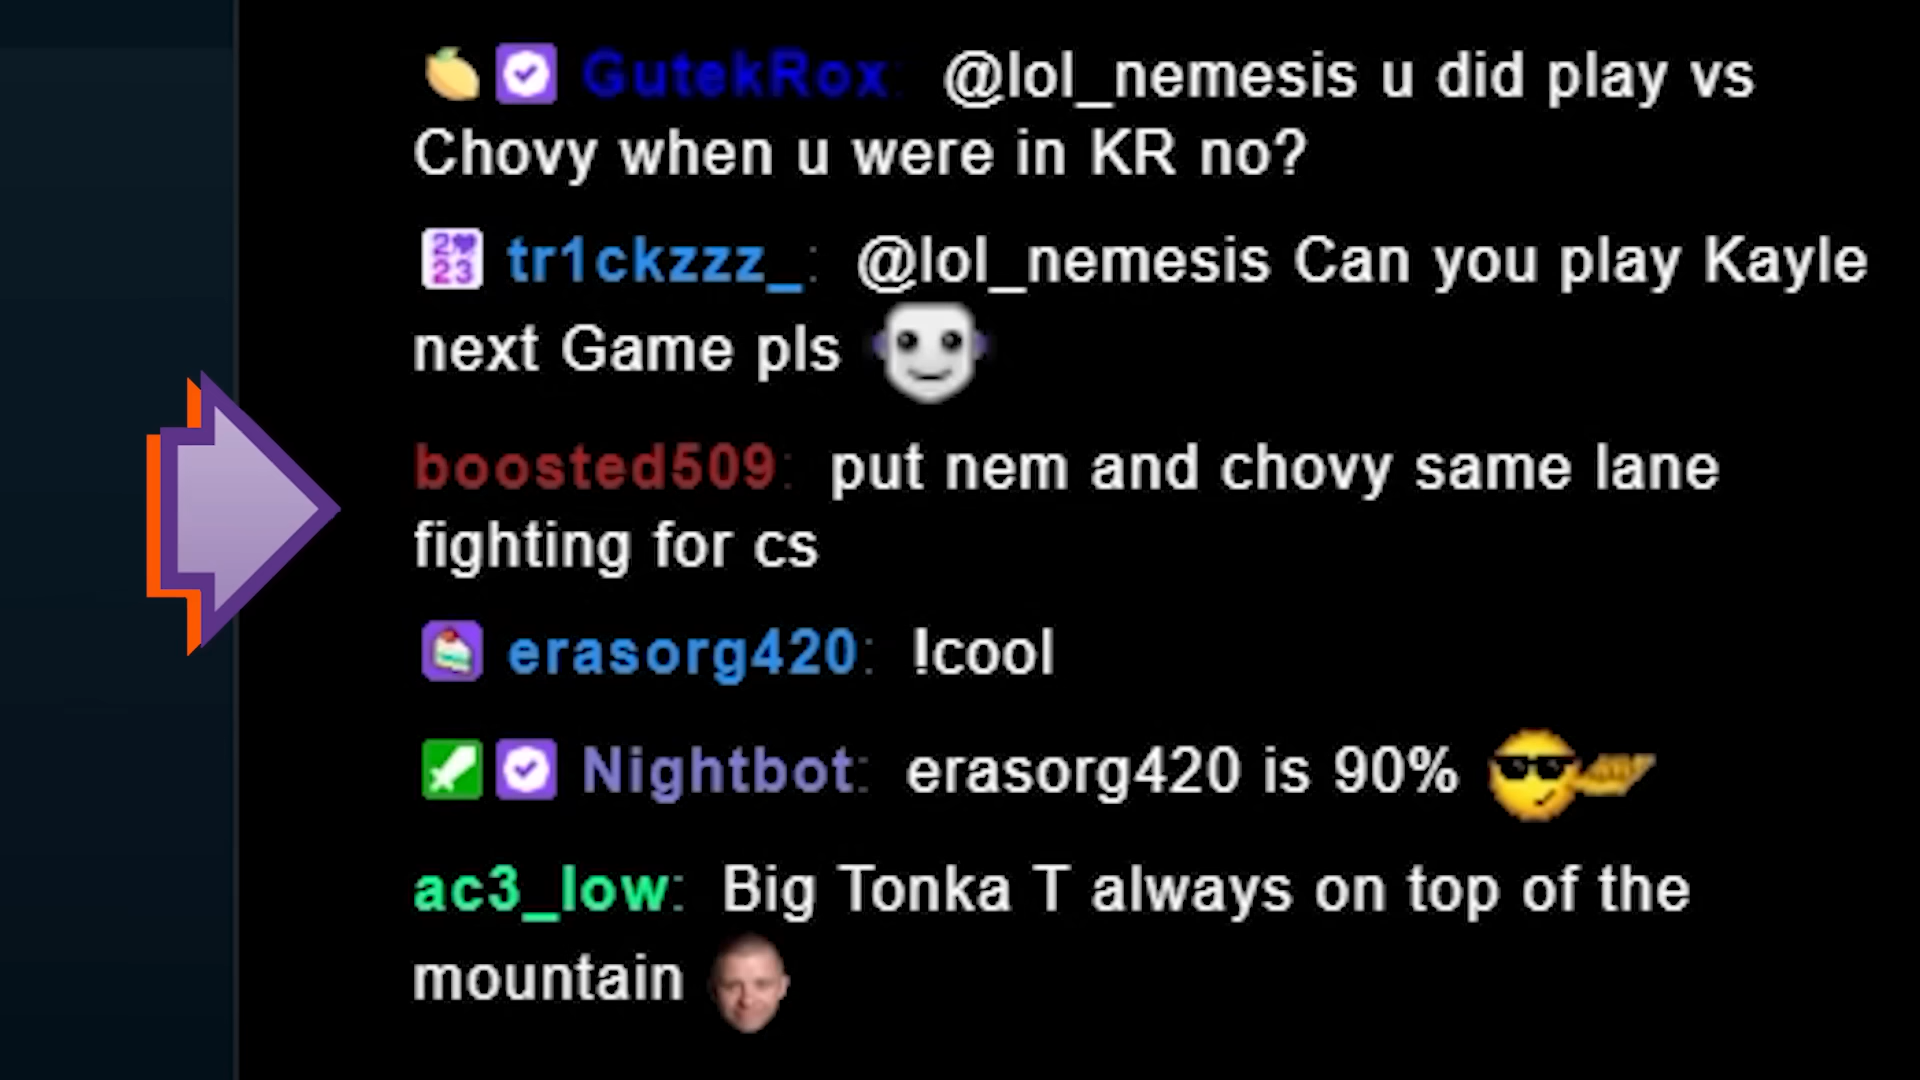 GutekRox: @lol_nemesis u did play vs
Chovy when u were in KR no?
2023 tr1ckzzz_: @lol_nemesis Can you play Kayle
next Game pls
boosted509: put nem and chovy same lane
fighting for cs
erasorg420: !cool
Nightbot: erasorg420 is 90%
ac3_low: Big Tonka T always on top of the
mountain